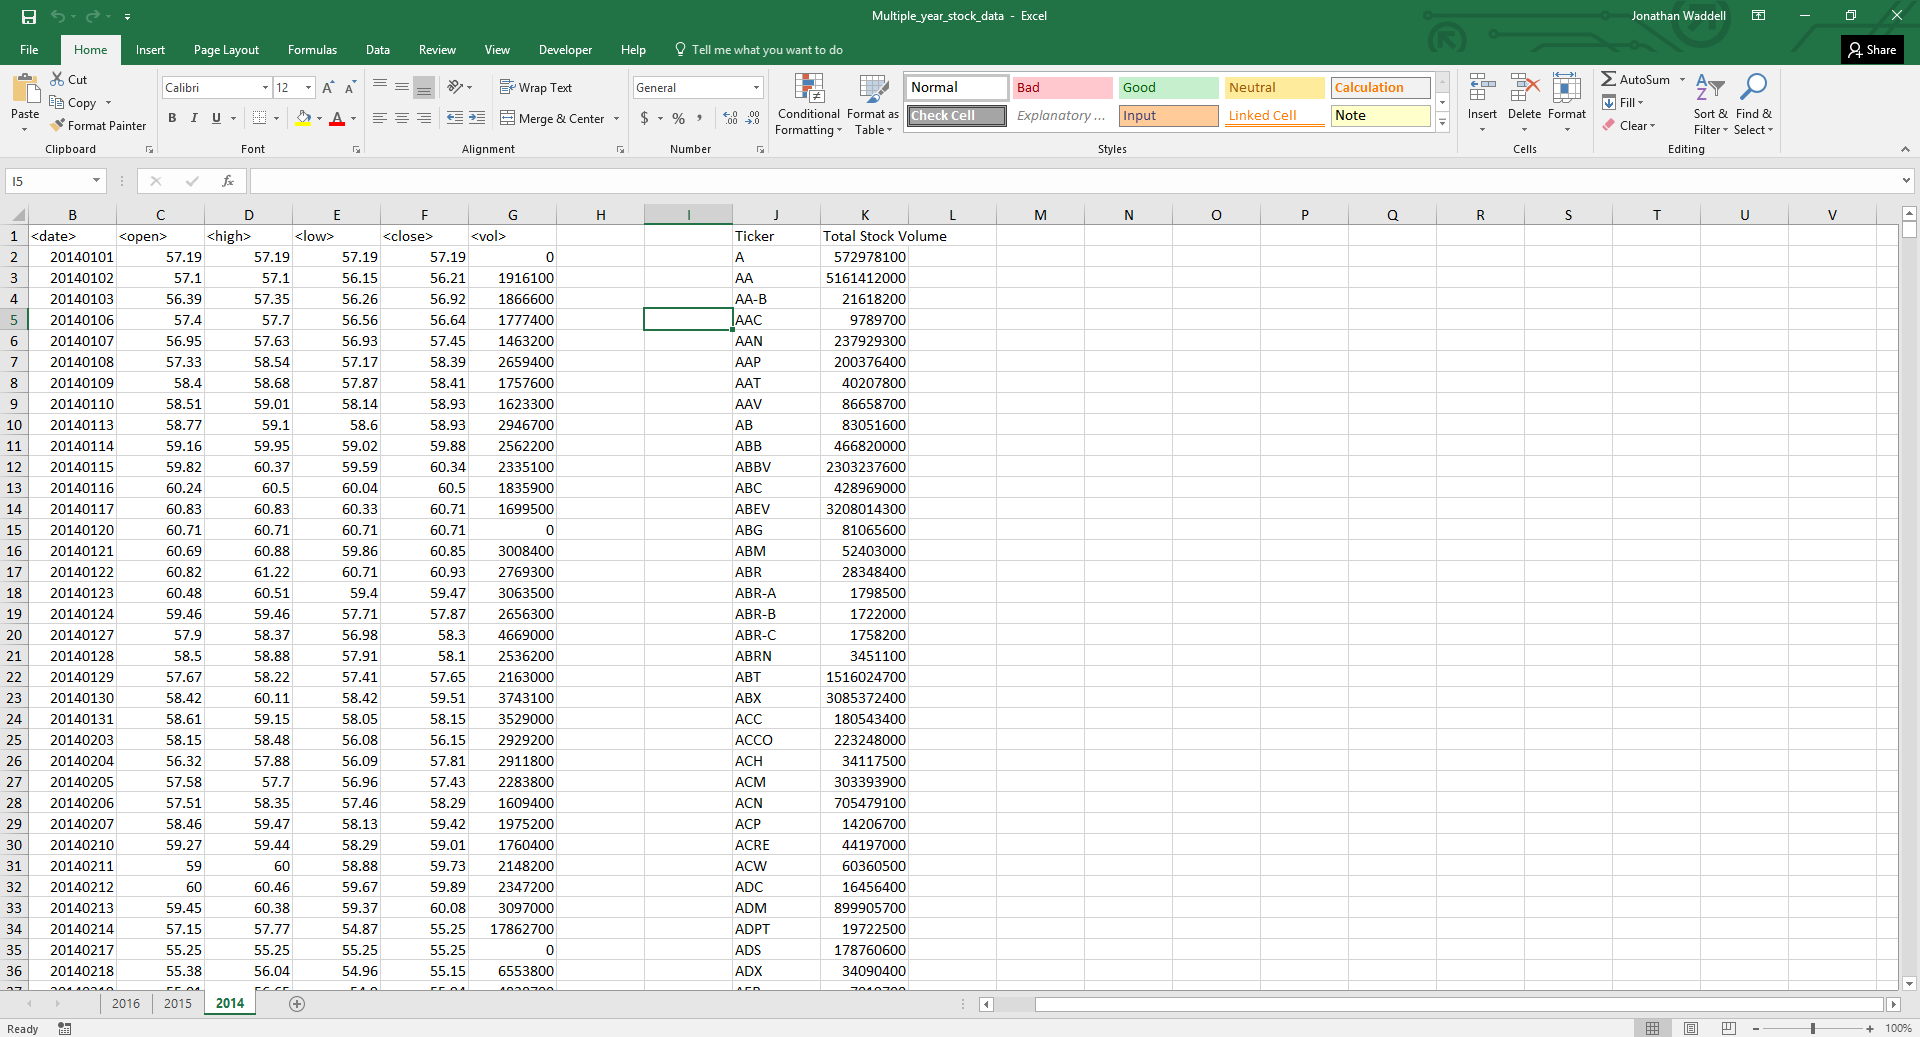 Multiple_year_stock_data - Excel
Jonathan Waddell
File Home Insert Page Layout Formulas Data Review View Developer Help Tell me what you want to do Share
Paste
Cut
Copy
Format Painter
Clipboard
Calibri 12
B I U
Font
Wrap Text
Merge & Center
Alignment
General
$ % ,
Number
Conditional Formatting
Format as Table
Normal Bad Good Neutral Calculation
Check Cell Explanatory ... Input Linked Cell Note
Styles
Insert Delete Format
Cells
AutoSum
Fill
Clear
Sort & Filter
Find & Select
Editing
I5 fx
B C D E F G H I J K L M N O P Q R S T U V
1 <date> <open> <high> <low> <close> <vol> Ticker Total Stock Volume
2 20140101 57.19 57.19 57.19 57.19 0 A 572978100
3 20140102 57.1 57.1 56.15 56.21 1916100 AA 5161412000
4 20140103 56.39 57.35 56.26 56.92 1866600 AA-B 21618200
5 20140106 57.4 57.7 56.56 56.64 1777400 AAC 9789700
6 20140107 56.95 57.63 56.93 57.45 1463200 AAN 237929300
7 20140108 57.33 58.54 57.17 58.39 2659400 AAP 200376400
8 20140109 58.4 58.68 57.87 58.41 1757600 AAT 40207800
9 20140110 58.51 59.01 58.14 58.93 1623300 AAV 86658700
10 20140113 58.77 59.1 58.6 58.93 2946700 AB 83051600
11 20140114 59.16 59.95 59.02 59.88 2562200 ABB 466820000
12 20140115 59.82 60.37 59.59 60.34 2335100 ABBV 2303237600
13 20140116 60.24 60.5 60.04 60.5 1835900 ABC 428969000
14 20140117 60.83 60.83 60.33 60.71 1699500 ABEV 3208014300
15 20140120 60.71 60.71 60.71 60.71 0 ABG 81065600
16 20140121 60.69 60.88 59.86 60.85 3008400 ABM 52403000
17 20140122 60.82 61.22 60.71 60.93 2769300 ABR 28348400
18 20140123 60.48 60.51 59.4 59.47 3063500 ABR-A 1798500
19 20140124 59.46 59.46 57.71 57.87 2656300 ABR-B 1722000
20 20140127 57.9 58.37 56.98 58.3 4669000 ABR-C 1758200
21 20140128 58.5 58.88 57.91 58.1 2536200 ABRN 3451100
22 20140129 57.67 58.22 57.41 57.65 2163000 ABT 1516024700
23 20140130 58.42 60.11 58.42 59.51 3743100 ABX 3085372400
24 20140131 58.61 59.15 58.05 58.15 3529000 ACC 180543400
25 20140203 58.15 58.48 56.08 56.15 2929200 ACCO 223248000
26 20140204 56.32 57.88 56.09 57.81 2911800 ACH 34117500
27 20140205 57.58 57.7 56.96 57.43 2283800 ACM 303393900
28 20140206 57.51 58.35 57.46 58.29 1609400 ACN 705479100
29 20140207 58.46 59.47 58.13 59.42 1975200 ACP 14206700
30 20140210 59.27 59.44 58.29 59.01 1760400 ACRE 44197000
31 20140211 59 60 58.88 59.73 2148200 ACW 60360500
32 20140212 60 60.46 59.67 59.89 2347200 ADC 16456400
33 20140213 59.45 60.38 59.37 60.08 3097000 ADM 899905700
34 20140214 57.15 57.77 54.87 55.25 17862700 ADPT 19722500
35 20140217 55.25 55.25 55.25 55.25 0 ADS 178760600
36 20140218 55.38 56.04 54.96 55.15 6553800 ADX 34090400
2016 2015 2014
Ready 100%